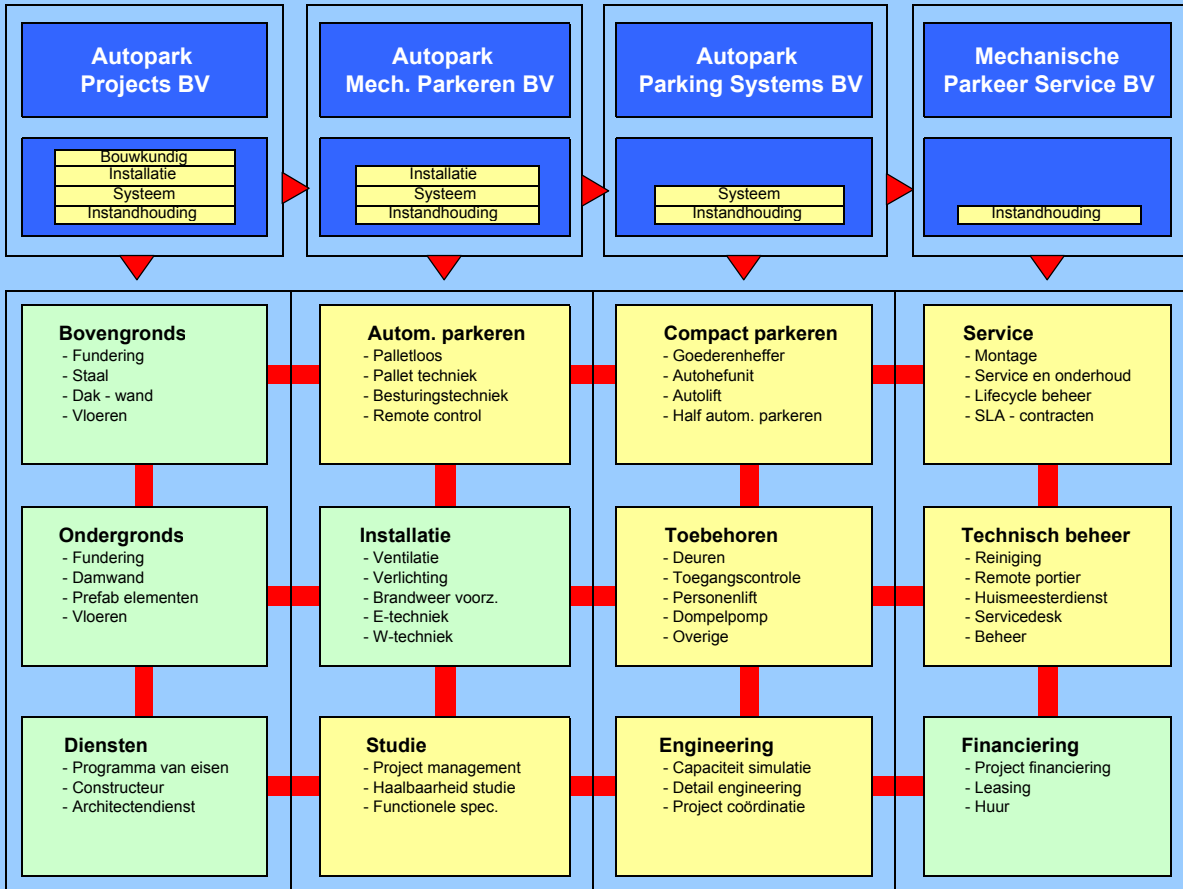 Autopark
Projects BV
Autopark
Mech. Parkeren BV
Autopark
Parking Systems BV
Mechanische
Parkeer Service BV
Bouwkundig
Installatie
Systeem
Instandhouding
Installatie
Systeem
Instandhouding
Systeem
Instandhouding
Instandhouding
Bovengronds
- Fundering
- Staal
- Dak - wand
- Vloeren
Autom. parkeren
- Palletloos
- Pallet techniek
- Besturingstechniek
- Remote control
Compact parkeren
- Goederenheffer
- Autohefunit
- Autolift
- Half autom. parkeren
Service
- Montage
- Service en onderhoud
- Lifecycle beheer
- SLA - contracten
Ondergronds
- Fundering
- Damwand
- Prefab elementen
- Vloeren
Installatie
- Ventilatie
- Verlichting
- Brandweer voorz.
- E-techniek
- W-techniek
Toebehoren
- Deuren
- Toegangscontrole
- Personenlift
- Dompelpomp
- Overige
Technisch beheer
- Reiniging
- Remote portier
- Huismeesterdienst
- Servicedesk
- Beheer
Diensten
- Programma van eisen
- Constructeur
- Architectendienst
Studie
- Project management
- Haalbaarheid studie
- Functionele spec.
Engineering
- Capaciteit simulatie
- Detail engineering
- Project coördinatie
Financiering
- Project financiering
- Leasing
- Huur